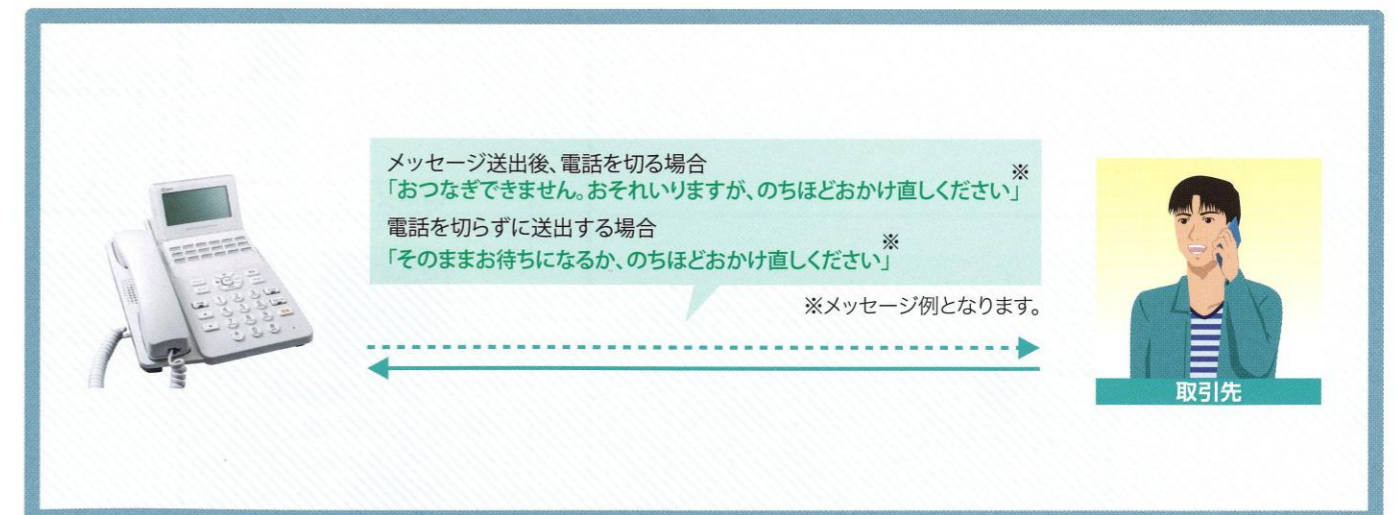 メッセージ送出後、電話を切る場合
「おつなぎできません。おそれいりますが、のちほどおかけ直しください」※
電話を切らずに送出する場合
「そのままお待ちになるか、のちほどおかけ直しください」※
※メッセージ例となります。
取引先